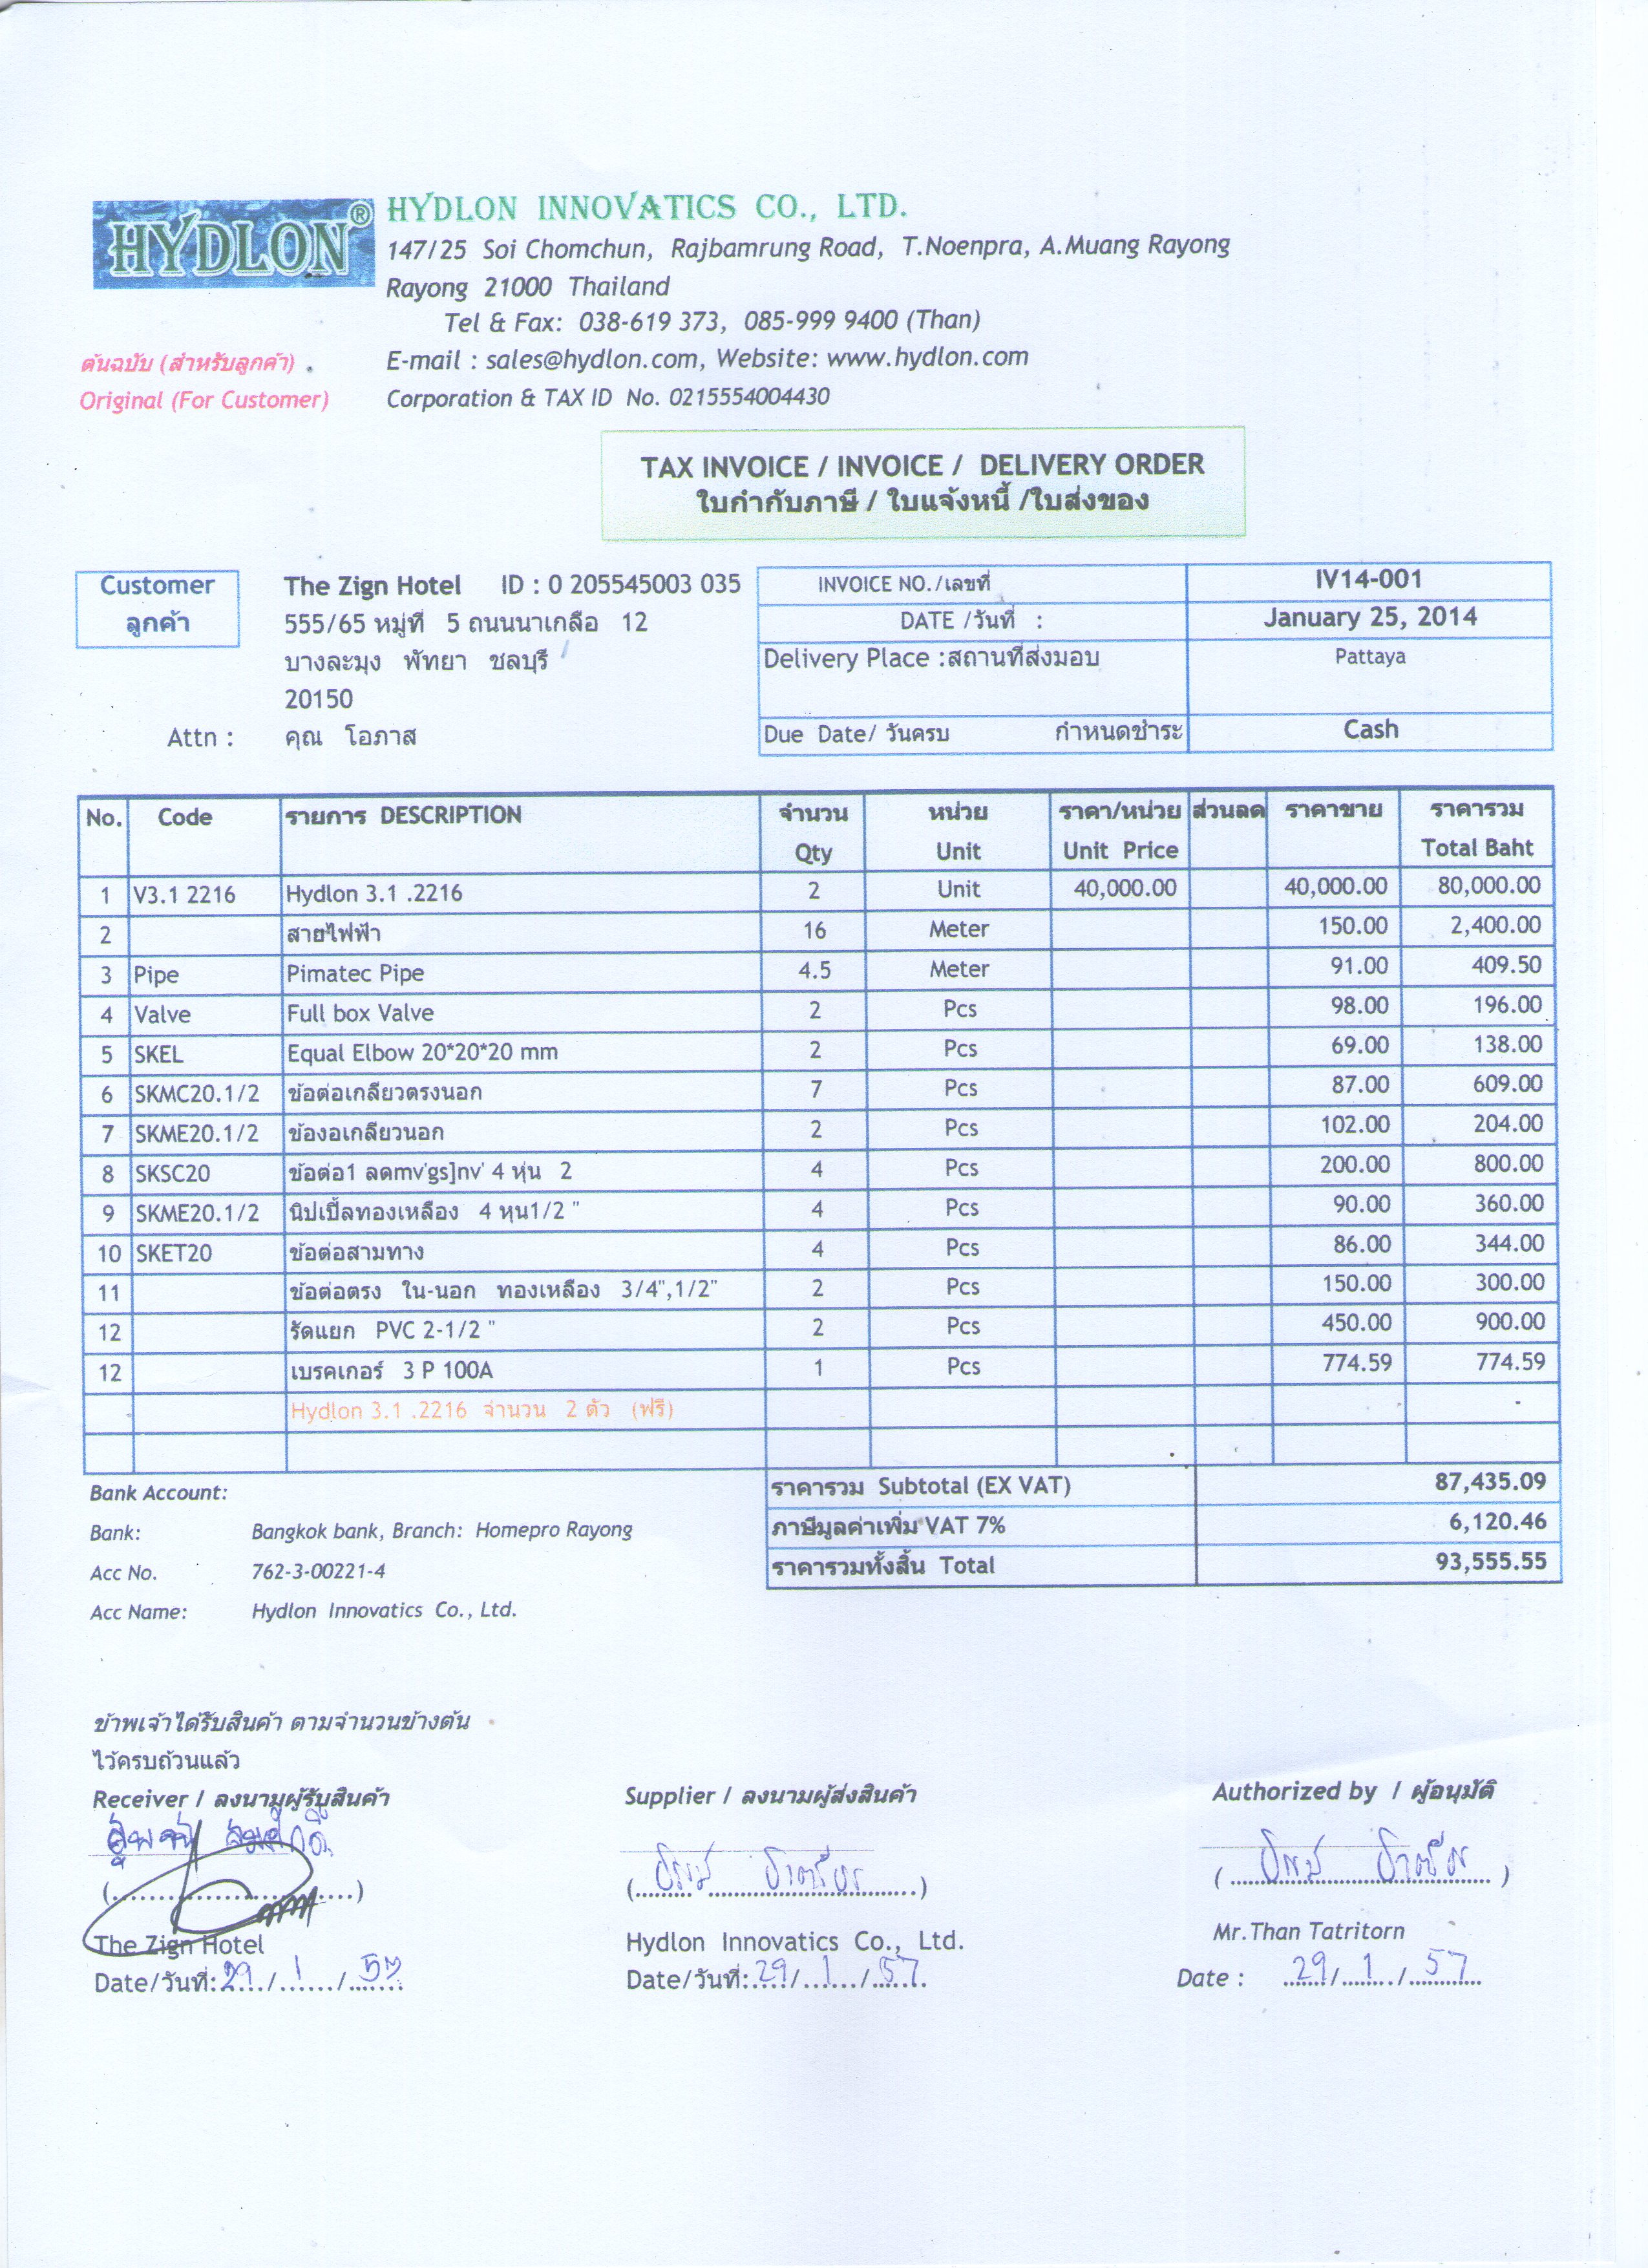 HYDLON®
HYDLON INNOVATICS CO., LTD.
147/25 Soi Chomchun, Rajbamrung Road, T.Noenpra, A.Muang Rayong
Rayong 21000 Thailand
Tel & Fax: 038-619 373, 085-999 9400 (Than)
ต้นฉบับ (สำหรับลูกค้า) E-mail : sales@hydlon.com, Website: www.hydlon.com
Original (For Customer) Corporation & TAX ID No. 0215554004430
TAX INVOICE / INVOICE / DELIVERY ORDER
ใบกำกับภาษี / ใบแจ้งหนี้ /ใบส่งของ
Customer The Zign Hotel ID : 0 205545003 035 INVOICE NO./เลขที่ IV14-001
ลูกค้า 555/65 หมู่ที่ 5 ถนนนาเกลือ 12 DATE /วันที่ : January 25, 2014
บางละมุง พัทยา ชลบุรี Delivery Place :สถานที่ส่งมอบ Pattaya
20150
Attn : คุณ โอภาส Due Date/ วันครบ กำหนดชำระ Cash
No. Code รายการ DESCRIPTION จำนวน หน่วย ราคา/หน่วย ส่วนลด ราคาขาย ราคารวม
Qty Unit Unit Price Total Baht
1 V3.1 2216 Hydlon 3.1 .2216 2 Unit 40,000.00 40,000.00 80,000.00
2 สายไฟฟ้า 16 Meter 150.00 2,400.00
3 Pipe Pimatec Pipe 4.5 Meter 91.00 409.50
4 Valve Full box Valve 2 Pcs 98.00 196.00
5 SKEL Equal Elbow 20*20*20 mm 2 Pcs 69.00 138.00
6 SKMC20.1/2 ข้อต่อเกลียวตรงนอก 7 Pcs 87.00 609.00
7 SKME20.1/2 ข้องอเกลียวนอก 2 Pcs 102.00 204.00
8 SKSC20 ข้อต่อ1 ลดmv'gs]nv' 4 หุ่น 2 4 Pcs 200.00 800.00
9 SKME20.1/2 นิปเปิ้ลทองเหลือง 4 หุน1/2 " 4 Pcs 90.00 360.00
10 SKET20 ข้อต่อสามทาง 4 Pcs 86.00 344.00
11 ข้อต่อตรง ใน-นอก ทองเหลือง 3/4",1/2" 2 Pcs 150.00 300.00
12 รัดแยก PVC 2-1/2 " 2 Pcs 450.00 900.00
12 เบรคเกอร์ 3 P 100A 1 Pcs 774.59 774.59
Hydlon 3.1 .2216 จำนวน 2 ตัว (ฟรี) -
Bank Account: ราคารวม Subtotal (EX VAT) 87,435.09
Bank: Bangkok bank, Branch: Homepro Rayong ภาษีมูลค่าเพิ่ม VAT 7% 6,120.46
Acc No. 762-3-00221-4 ราคารวมทั้งสิ้น Total 93,555.55
Acc Name: Hydlon Innovatics Co., Ltd.
ข้าพเจ้าได้รับสินค้า ตามจำนวนข้างต้น
ไว้ครบถ้วนแล้ว
Receiver / ลงนามผู้รับสินค้า Supplier / ลงนามผู้ส่งสินค้า Authorized by / ผู้อนุมัติ
The Zign Hotel Hydlon Innovatics Co., Ltd. Mr.Than Tatritorn
Date/วันที่: 29/1/57 Date/วันที่: 29/1/57 Date : 29/1/57